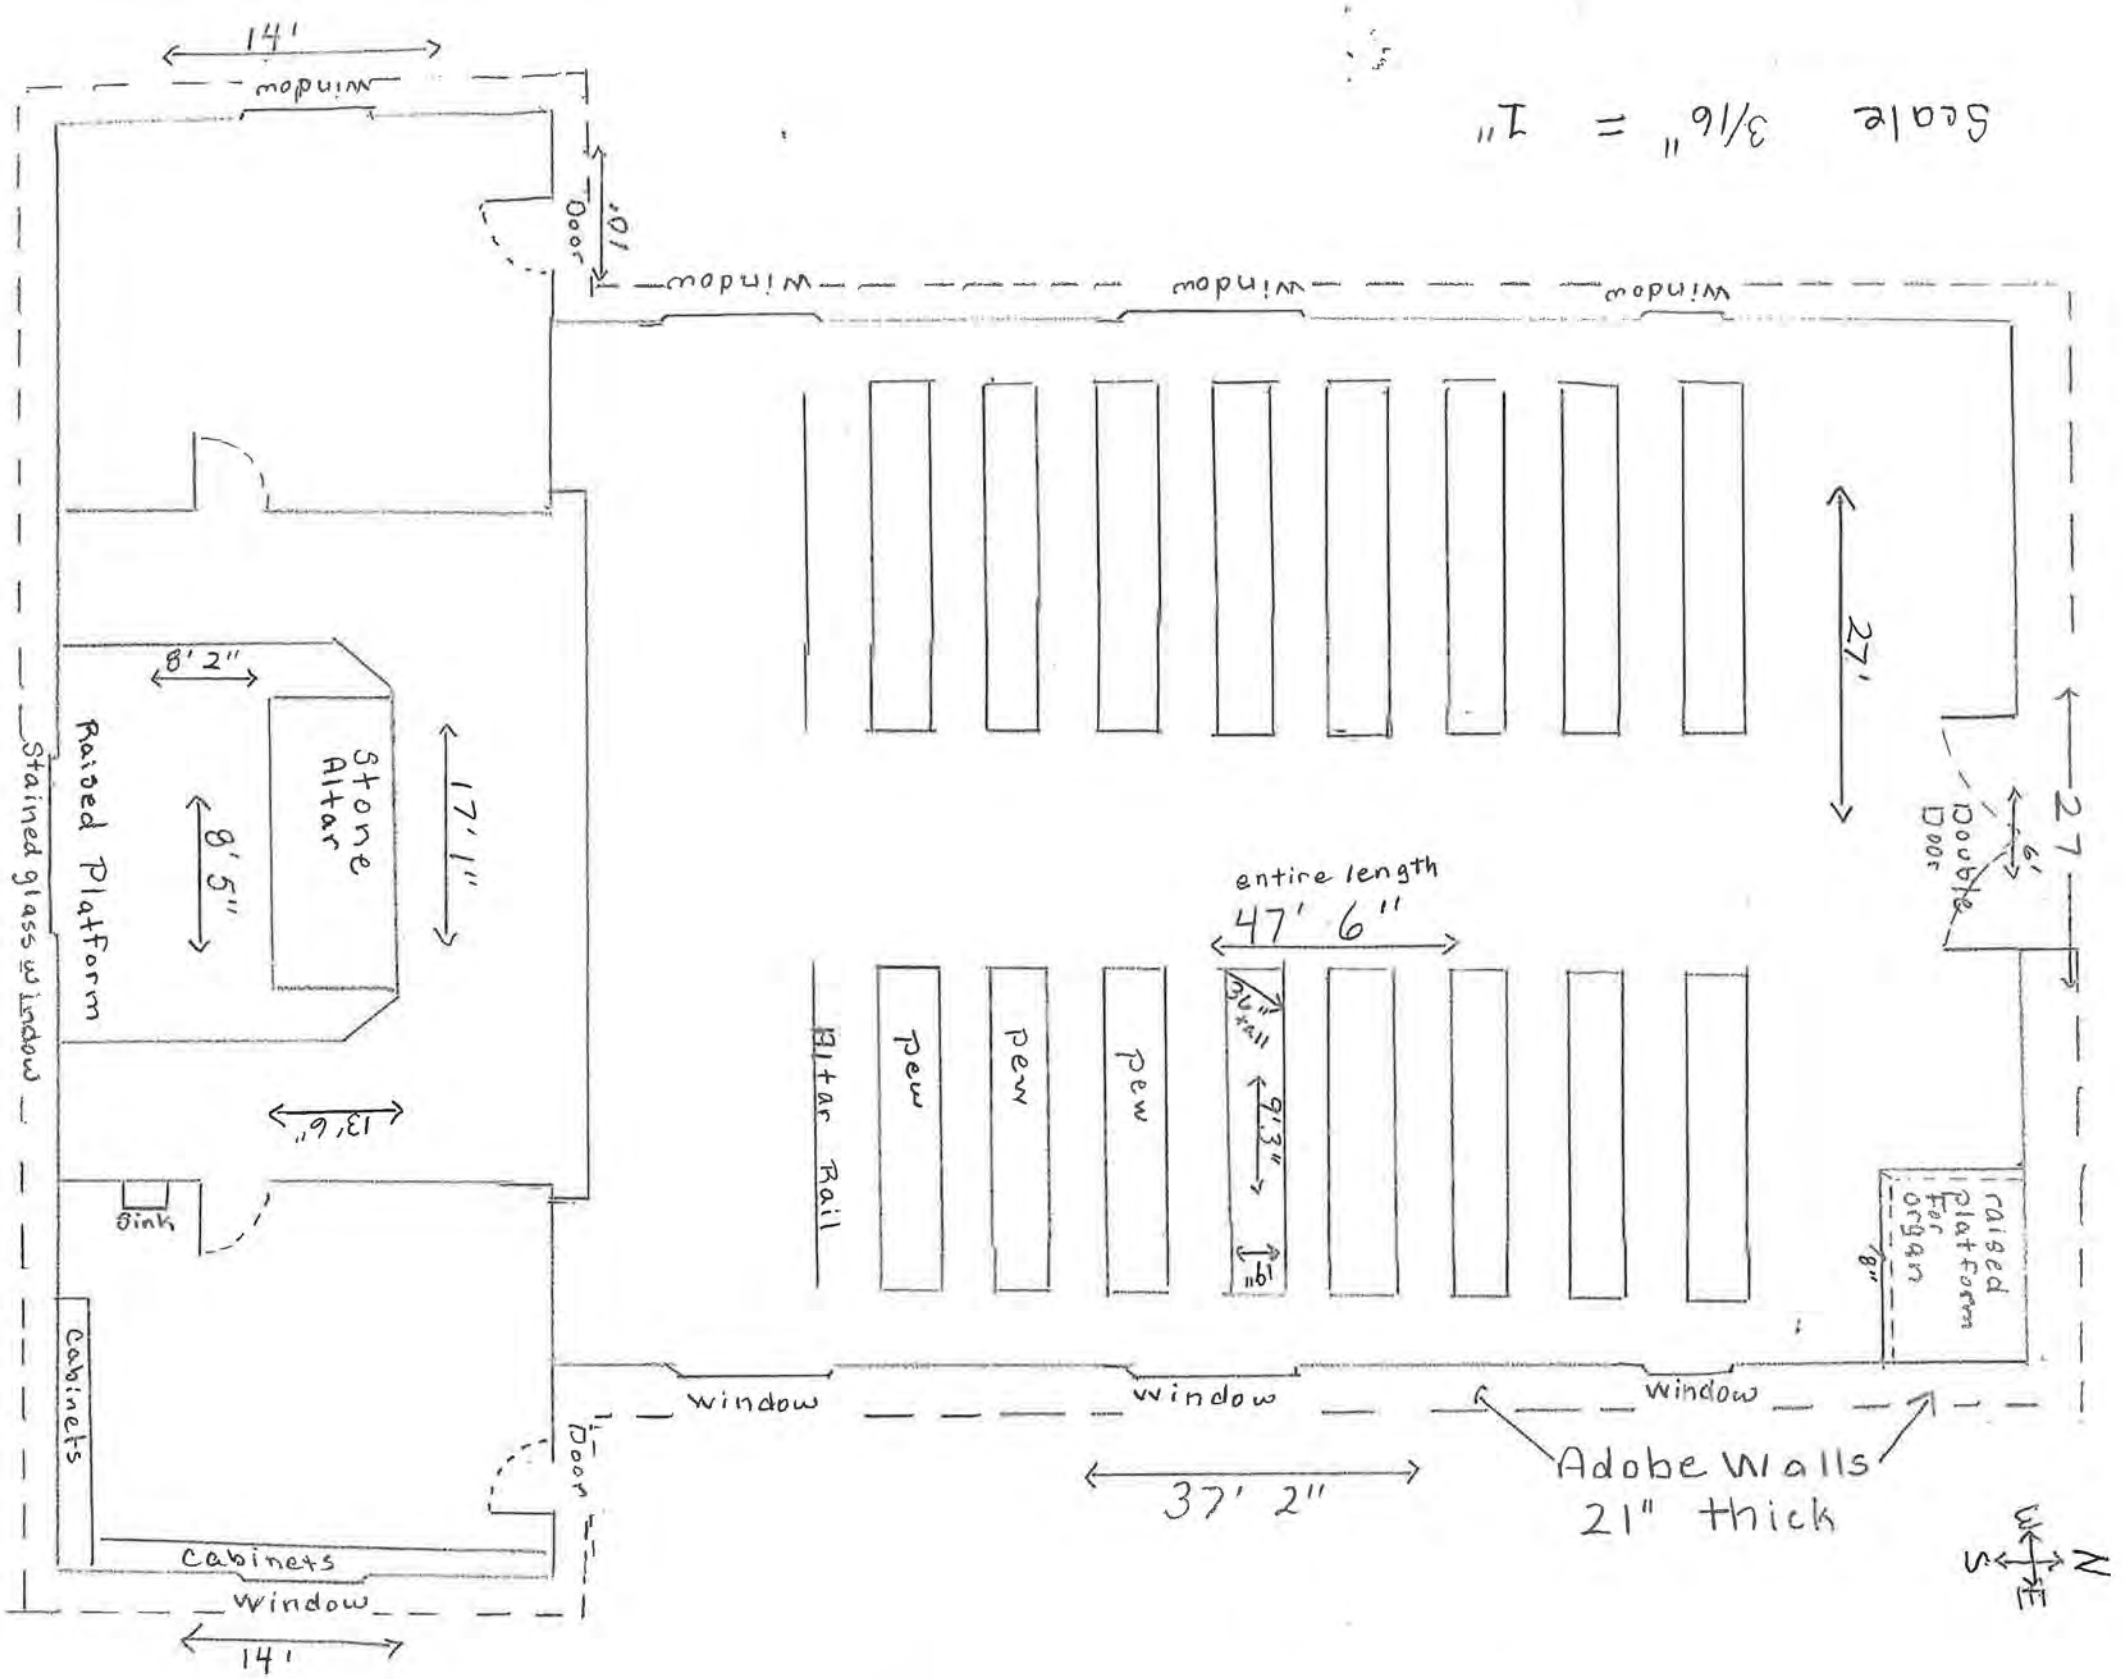 14'
Window
Scale 3/16" = 1"
10'
Door
Window
Window
Window
27'
27
6'
Double
Door
8' 2"
Stone
Altar
17' 1"
8' 5"
Raised Platform
Stained glass window
13' 6"
entire length
47' 6"
Altar Rail
pew
pew
pew
9'.3"
19"
raised
platform
for
organ
8"
Sink
Cabinets
Cabinets
Door
Window
Window
Window
37' 2"
Adobe Walls
21" thick
Window
14'
W
S
N
E